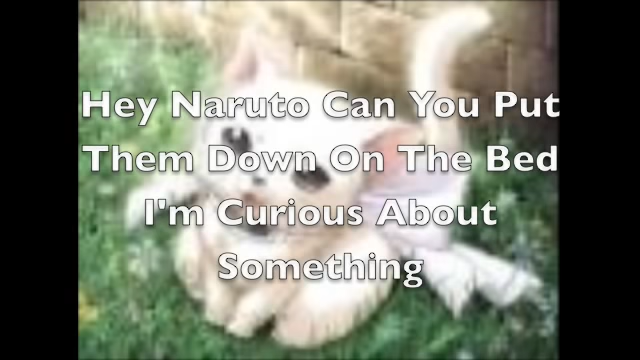 Hey Naruto Can You Put
Them Down On The Bed
I'm Curious About
Something